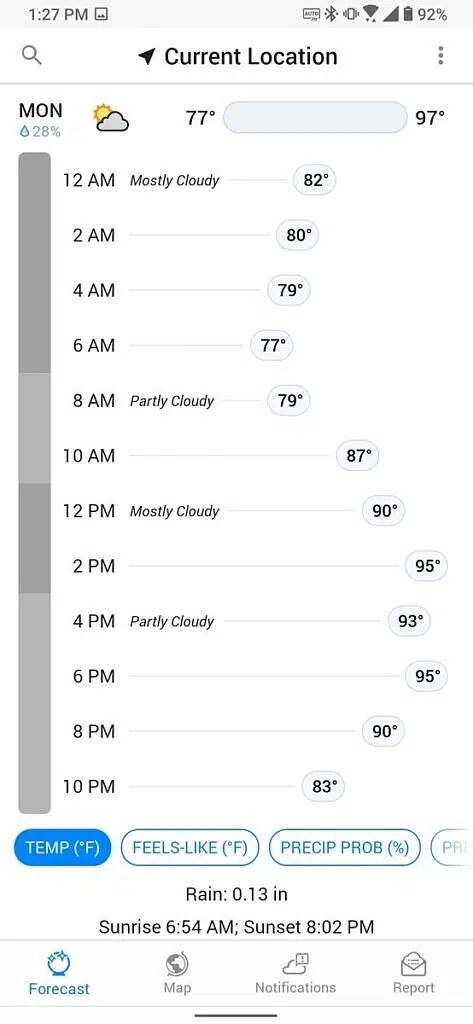 1:27 PM AUTO 92%
Current Location
MON 77° 97°
28%
12 AM Mostly Cloudy 82°
2 AM 80°
4 AM 79°
6 AM 77°
8 AM Partly Cloudy 79°
10 AM 87°
12 PM Mostly Cloudy 90°
2 PM 95°
4 PM Partly Cloudy 93°
6 PM 95°
8 PM 90°
10 PM 83°
TEMP (°F) FEELS-LIKE (°F) PRECIP PROB (%) PRE
Rain: 0.13 in
Sunrise 6:54 AM; Sunset 8:02 PM
Forecast Map Notifications Report